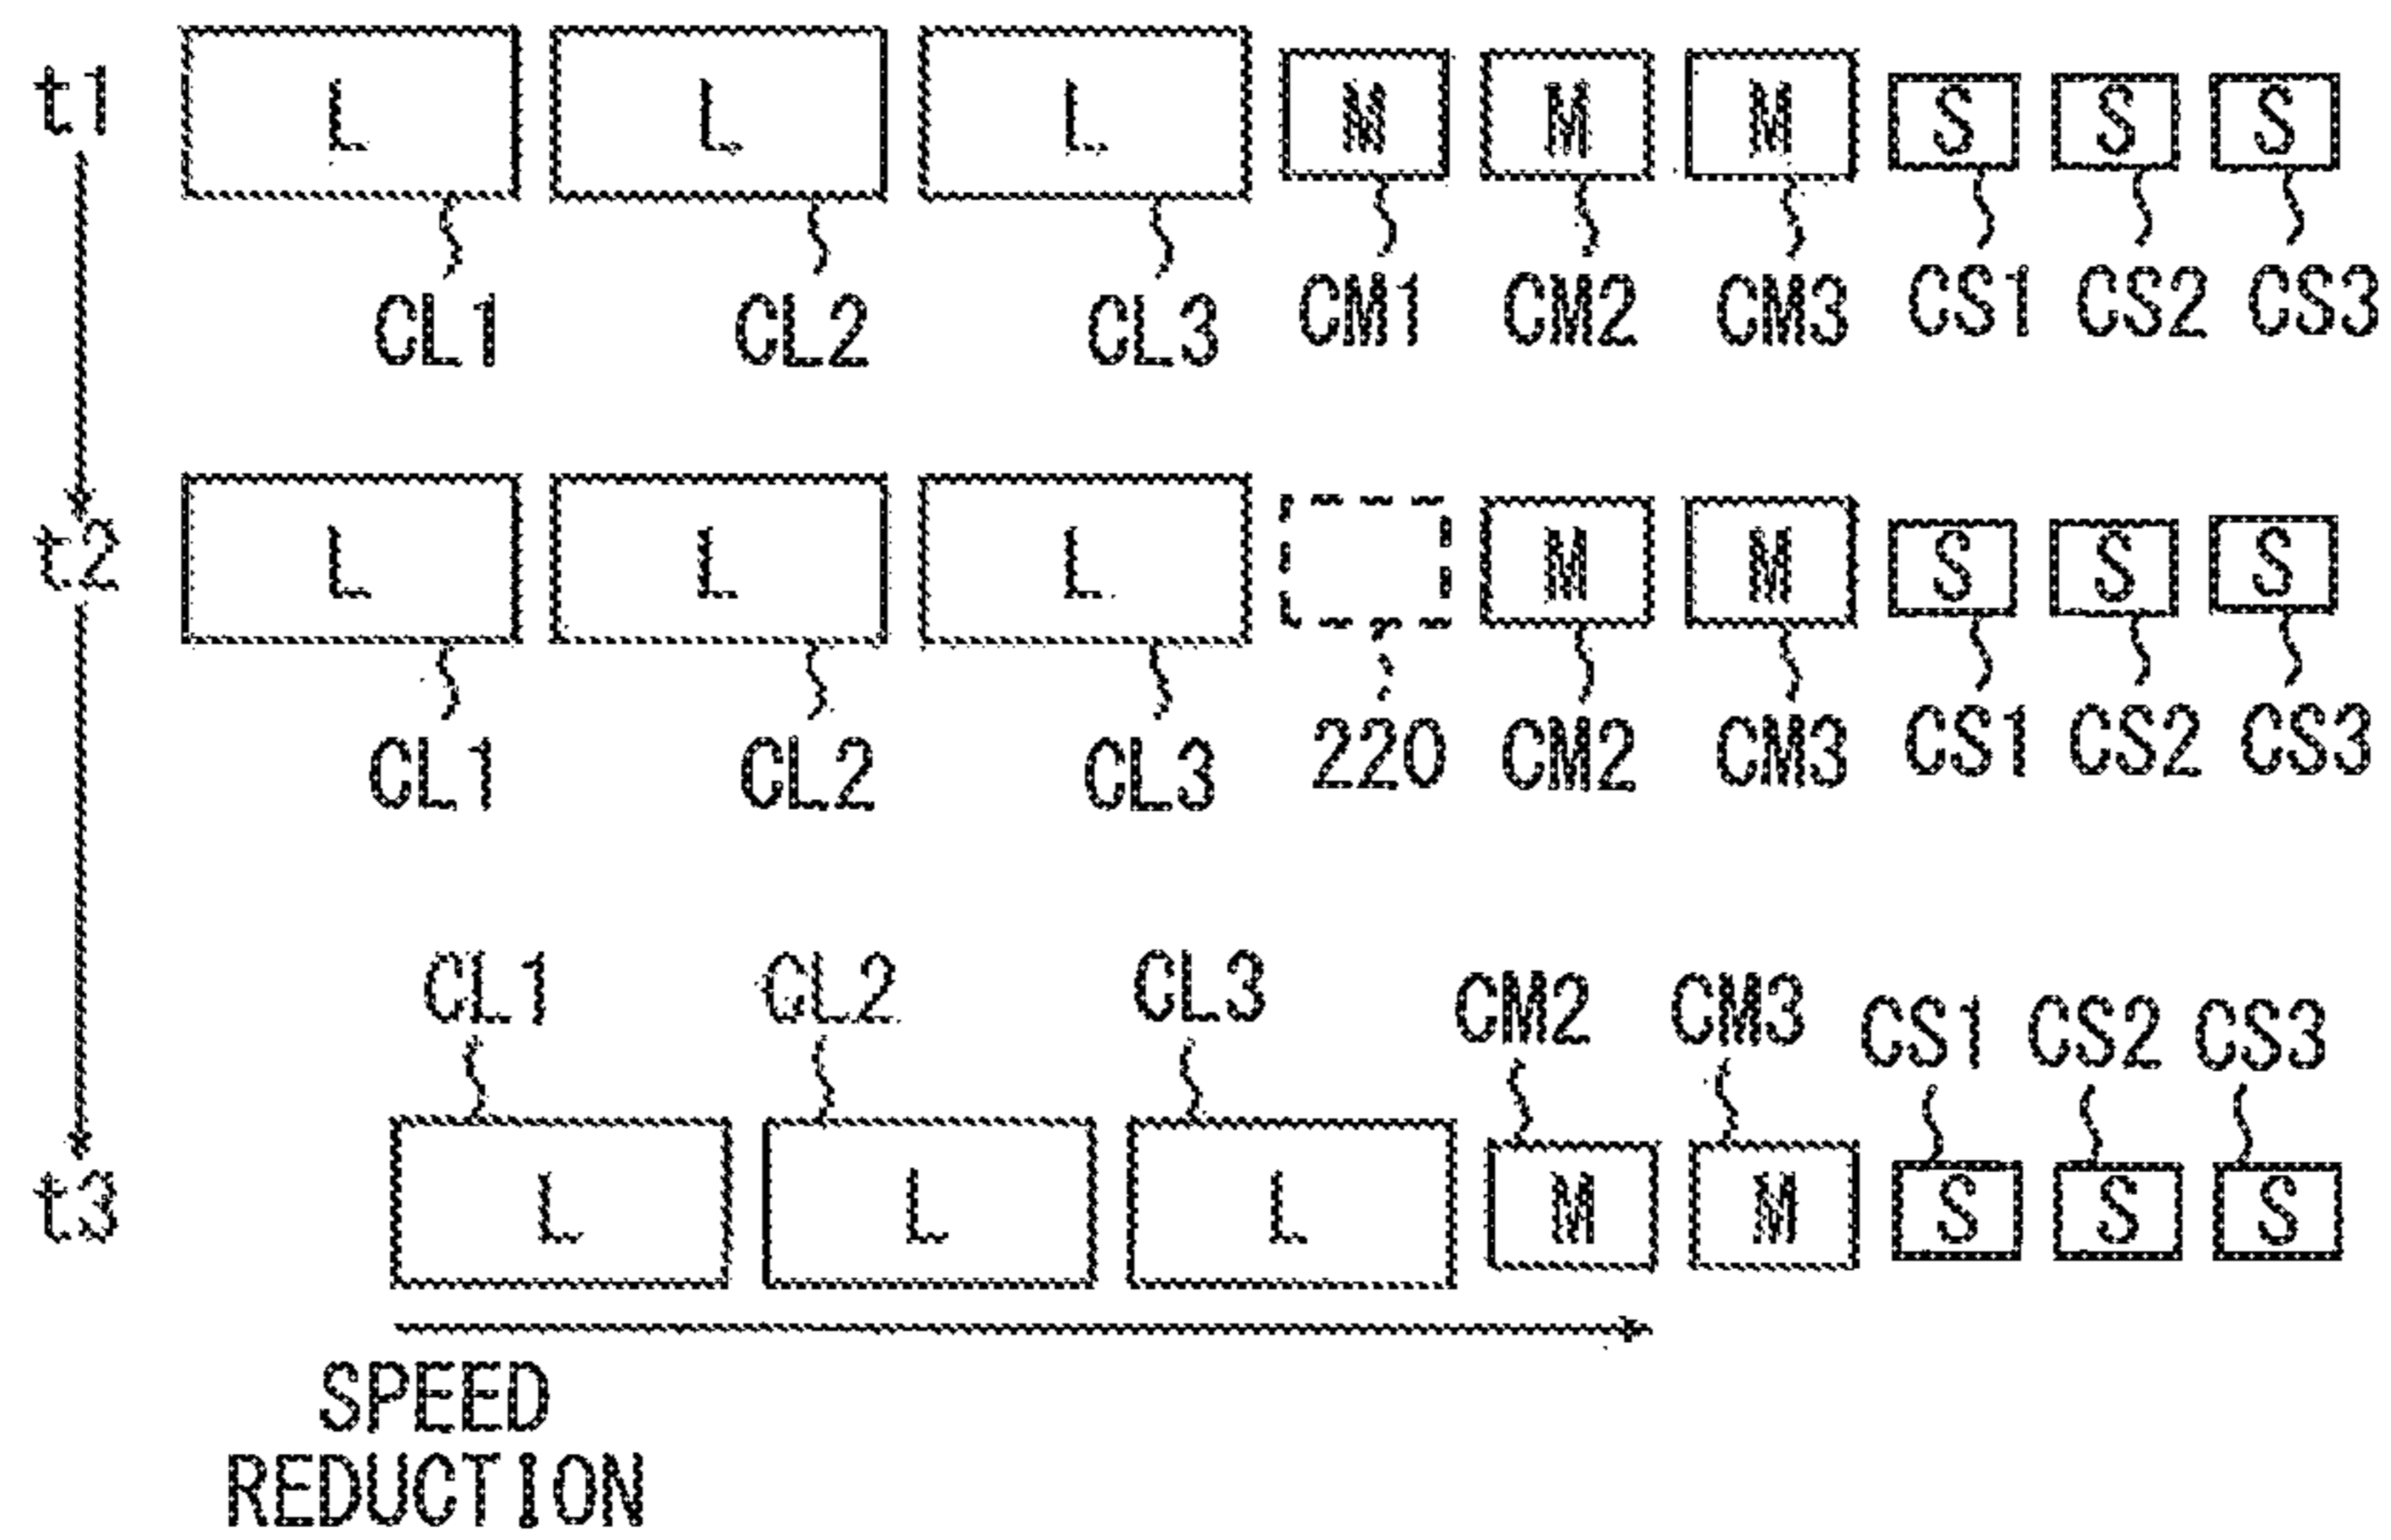 t1 L L L M M M S S S
CL1 CL2 CL3 CM1 CM2 CM3 CS1 CS2 CS3
t2 L L L M M S S S
CL1 CL2 CL3 220 CM2 CM3 CS1 CS2 CS3
CL1 CL2 CL3 CM2 CM3 CS1 CS2 CS3
t3 L L L M M S S S
SPEED
REDUCTION